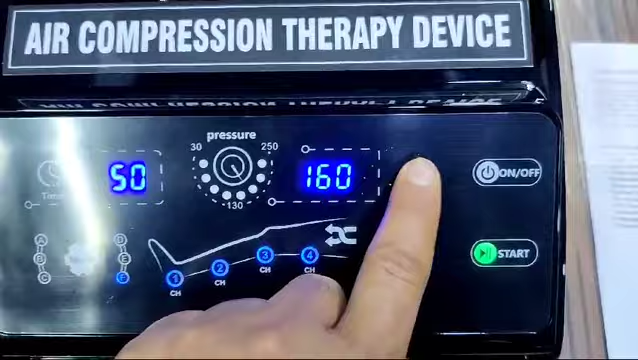 AIR COMPRESSION THERAPY DEVICE
pressure
30
250
50
160
130
ON/OFF
A
B
C
D
E
F
1
2
3
4
CH
CH
CH
CH
START